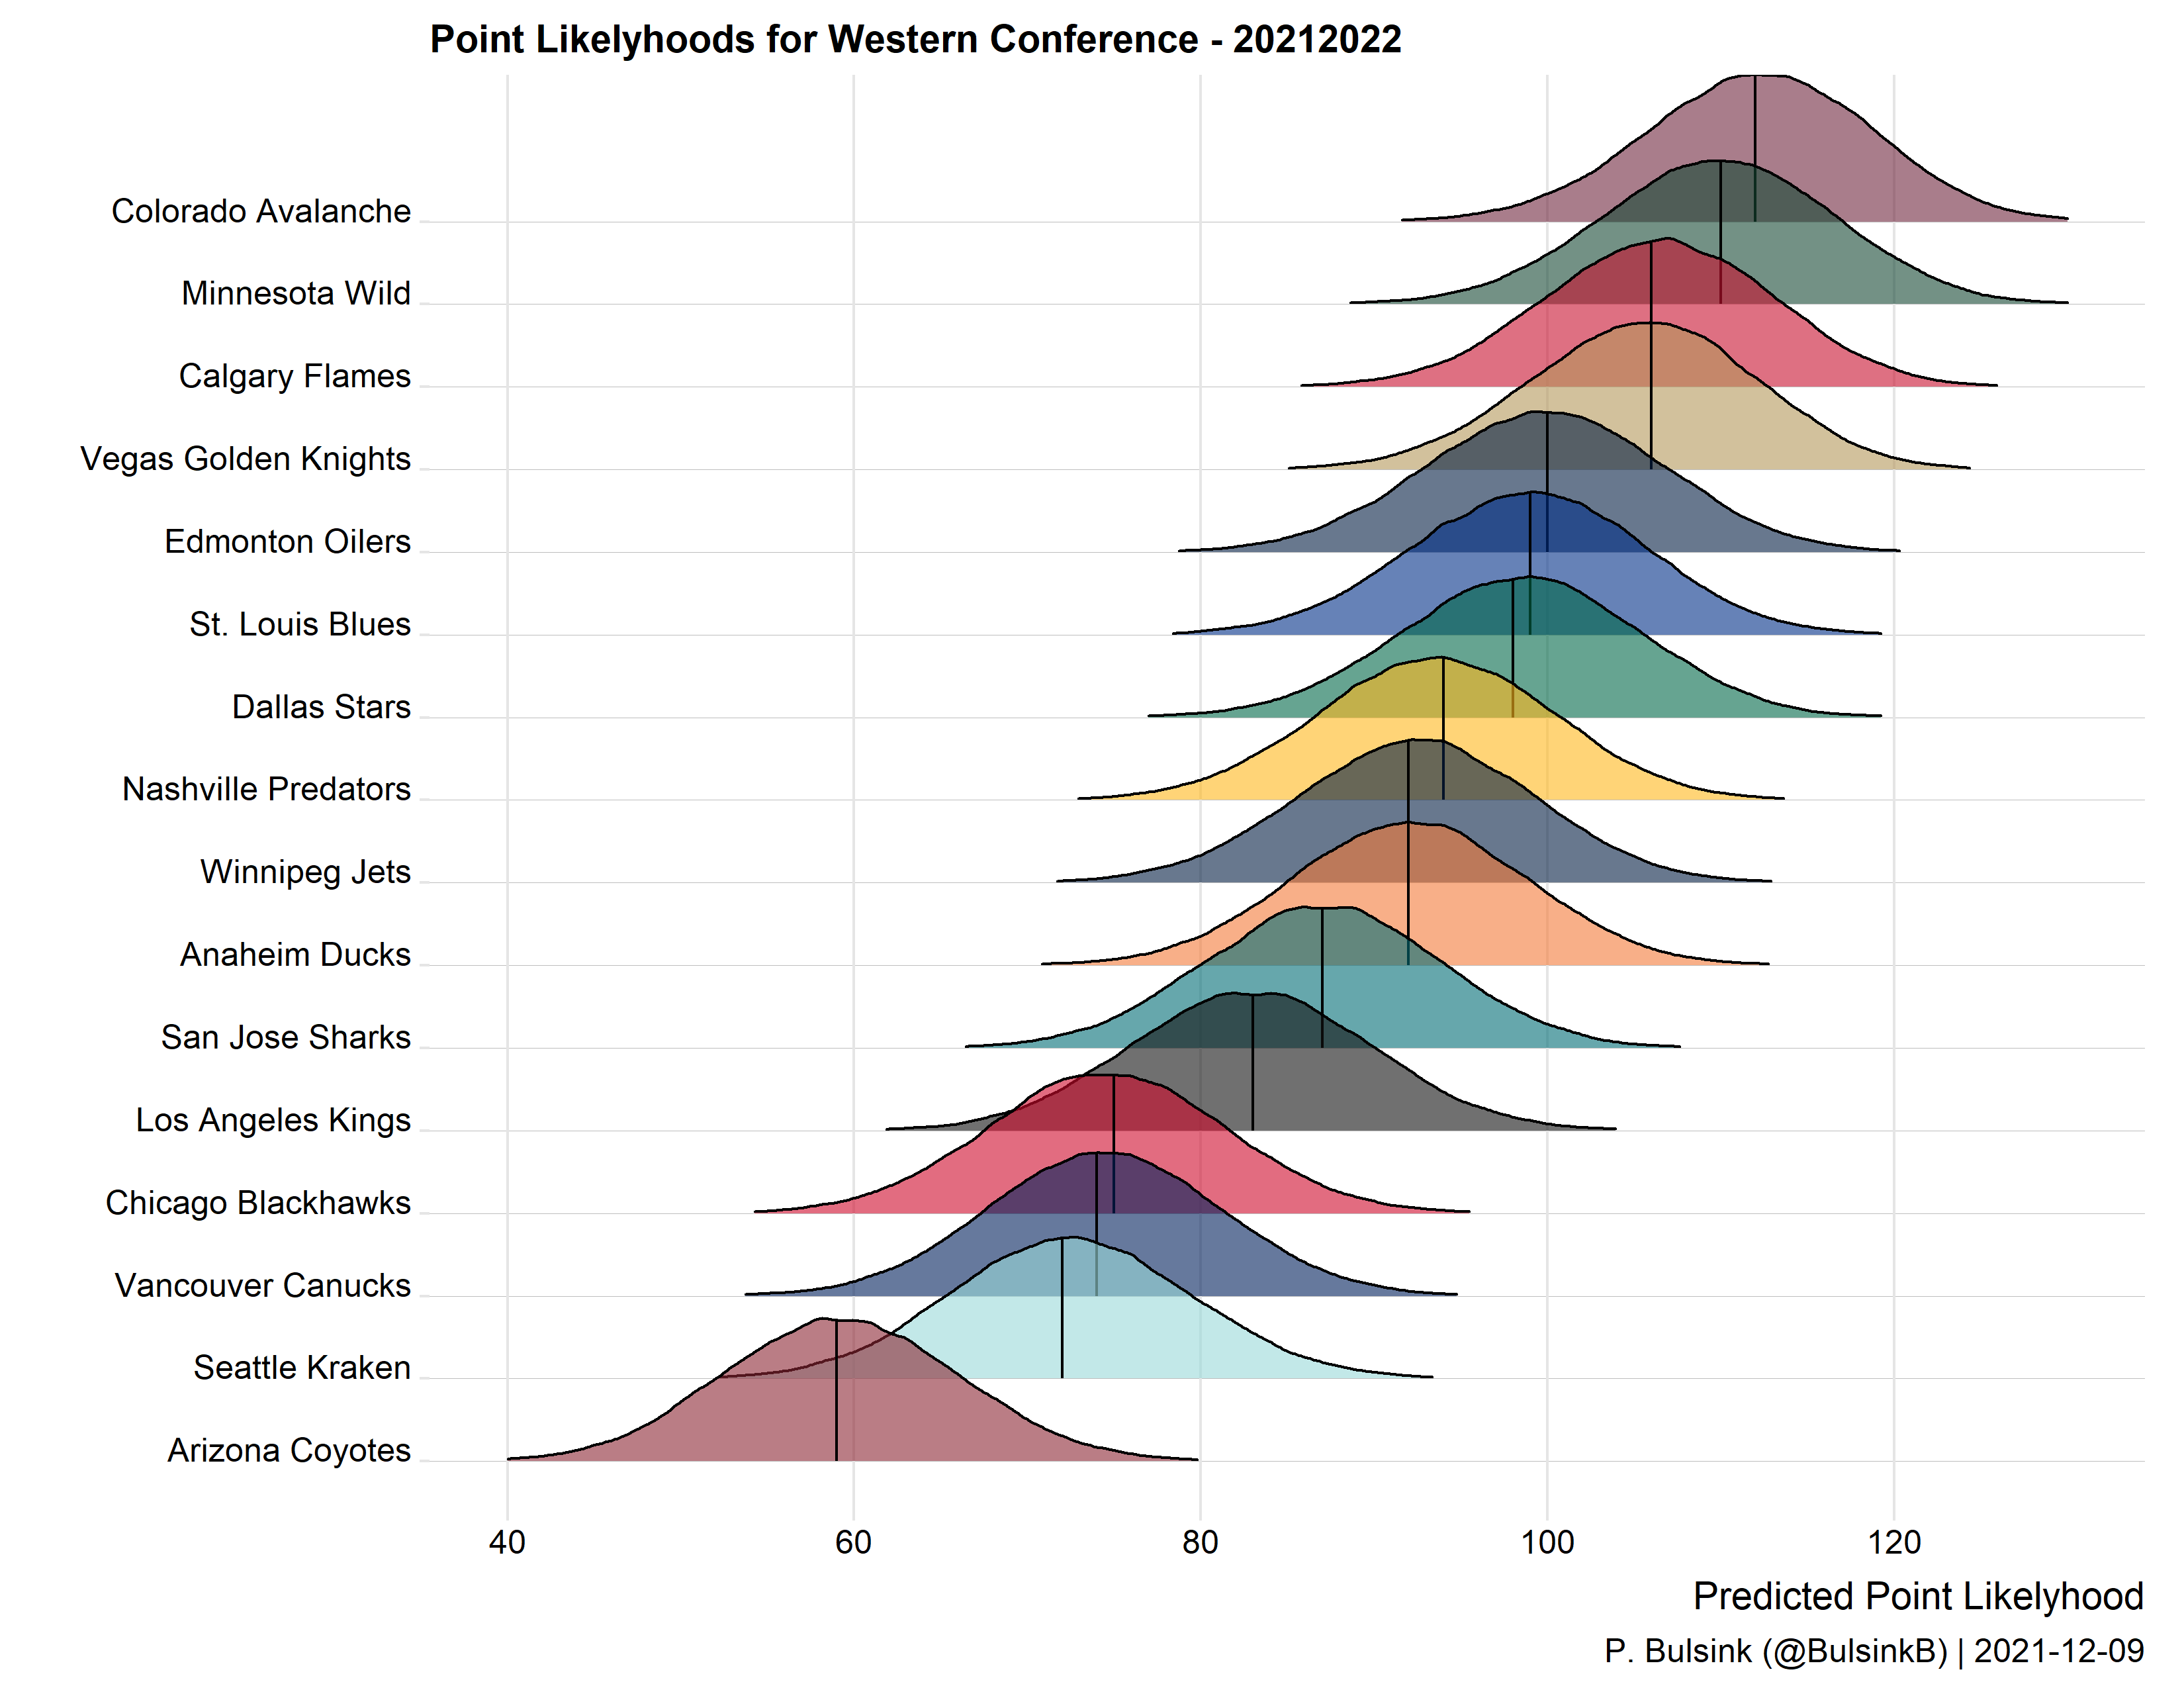 Point Likelyhoods for Western Conference - 20212022
Colorado Avalanche
Minnesota Wild
Calgary Flames
Vegas Golden Knights
Edmonton Oilers
St. Louis Blues
Dallas Stars
Nashville Predators
Winnipeg Jets
Anaheim Ducks
San Jose Sharks
Los Angeles Kings
Chicago Blackhawks
Vancouver Canucks
Seattle Kraken
Arizona Coyotes
40 60 80 100 120
Predicted Point Likelyhood
P. Bulsink (@BulsinkB) | 2021-12-09